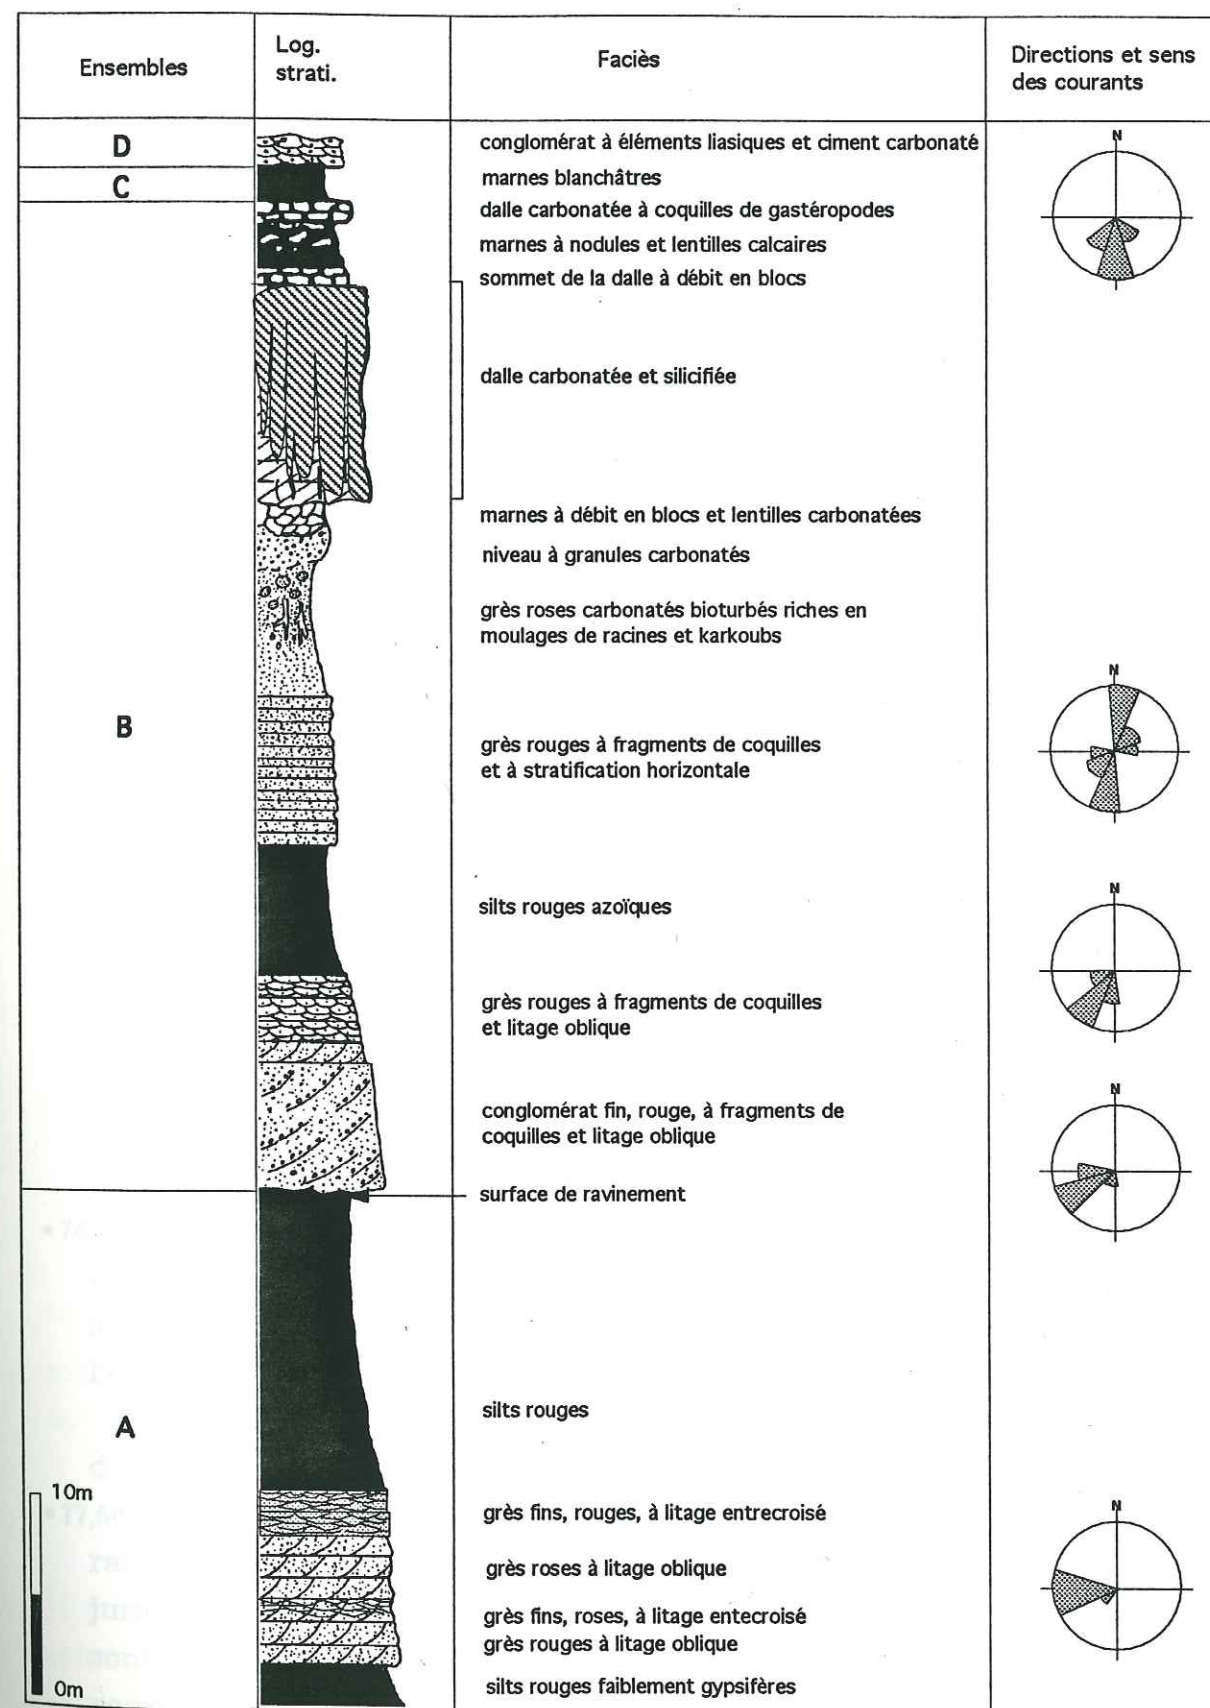 Ensembles
Log.
strati.
Faciès
Directions et sens
des courants
D
conglomérat à éléments liasiques et ciment carbonaté
N
C
marnes blanchâtres
dalle carbonatée à coquilles de gastéropodes
marnes à nodules et lentilles calcaires
sommet de la dalle à débit en blocs
dalle carbonatée et silicifiée
marnes à débit en blocs et lentilles carbonatées
niveau à granules carbonatés
grès roses carbonatés bioturbés riches en
moulages de racines et karkoubs
N
B
grès rouges à fragments de coquilles
et à stratification horizontale
N
silts rouges azoïques
grès rouges à fragments de coquilles
et litage oblique
N
conglomérat fin, rouge, à fragments de
coquilles et litage oblique
surface de ravinement
A
silts rouges
10m
N
grès fins, rouges, à litage entrecroisé
grès roses à litage oblique
grès fins, roses, à litage entecroisé
grès rouges à litage oblique
0m
silts rouges faiblement gypsifères